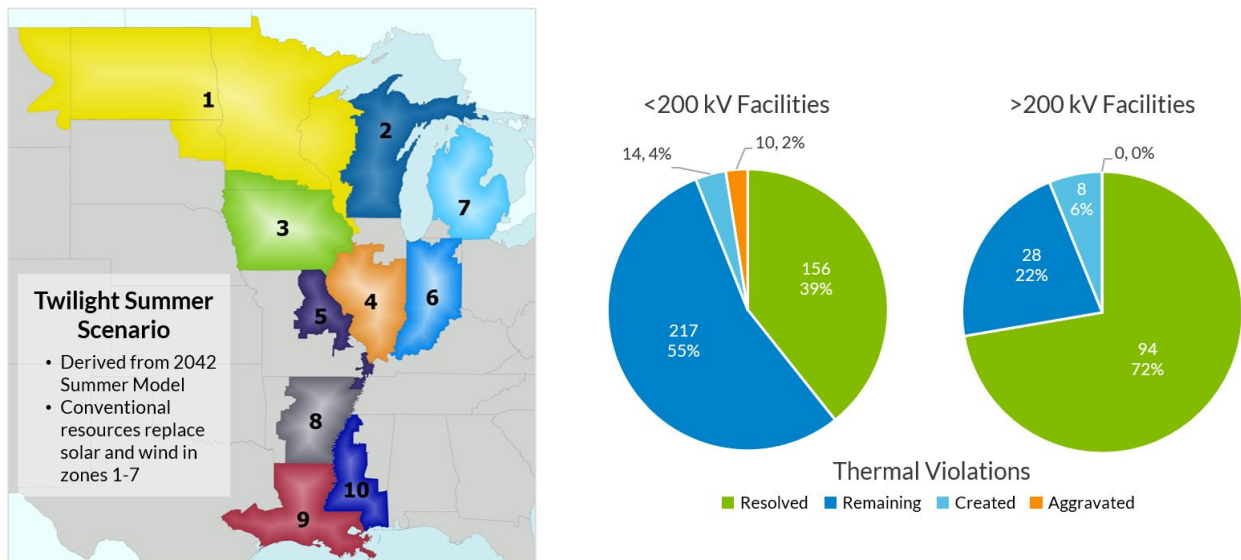 1
2
3
4
5
6
7
8
9
10
Twilight Summer
Scenario
• Derived from 2042
Summer Model
• Conventional
resources replace
solar and wind in
zones 1-7
<200 kV Facilities
14, 4%
10, 2%
156
39%
217
55%
>200 kV Facilities
0, 0%
8
6%
28
22%
94
72%
Thermal Violations
Resolved Remaining Created Aggravated